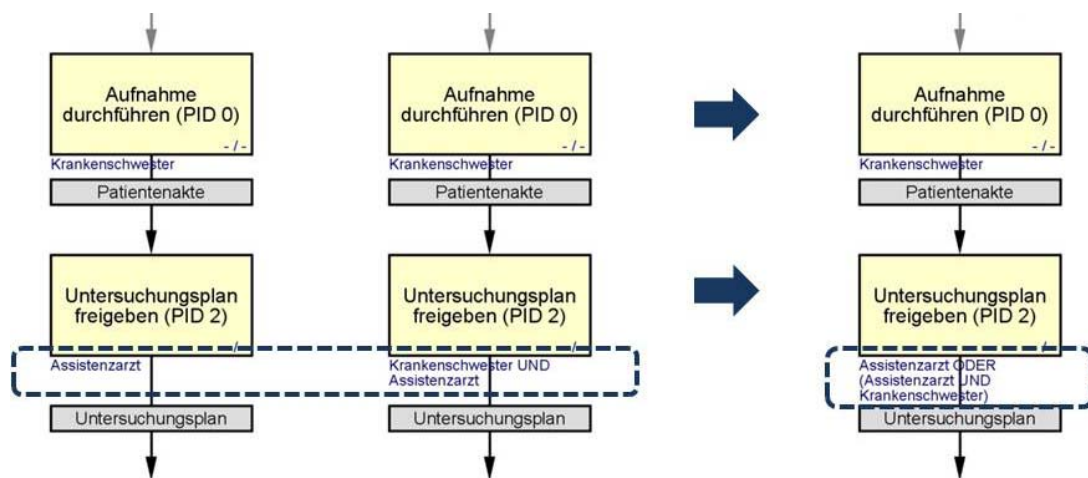 Aufnahme
durchführen (PID 0)
- / -
Krankenschwester
Patientenakte
Untersuchungsplan
freigeben (PID 2)
/
Assistenzarzt
Untersuchungsplan
Aufnahme
durchführen (PID 0)
- / -
Krankenschwester
Patientenakte
Untersuchungsplan
freigeben (PID 2)
/
Krankenschwester UND
Assistenzarzt
Untersuchungsplan
Aufnahme
durchführen (PID 0)
- / -
Krankenschwester
Patientenakte
Untersuchungsplan
freigeben (PID 2)
/
Assistenzarzt ODER
(Assistenzarzt UND
Krankenschwester)
Untersuchungsplan